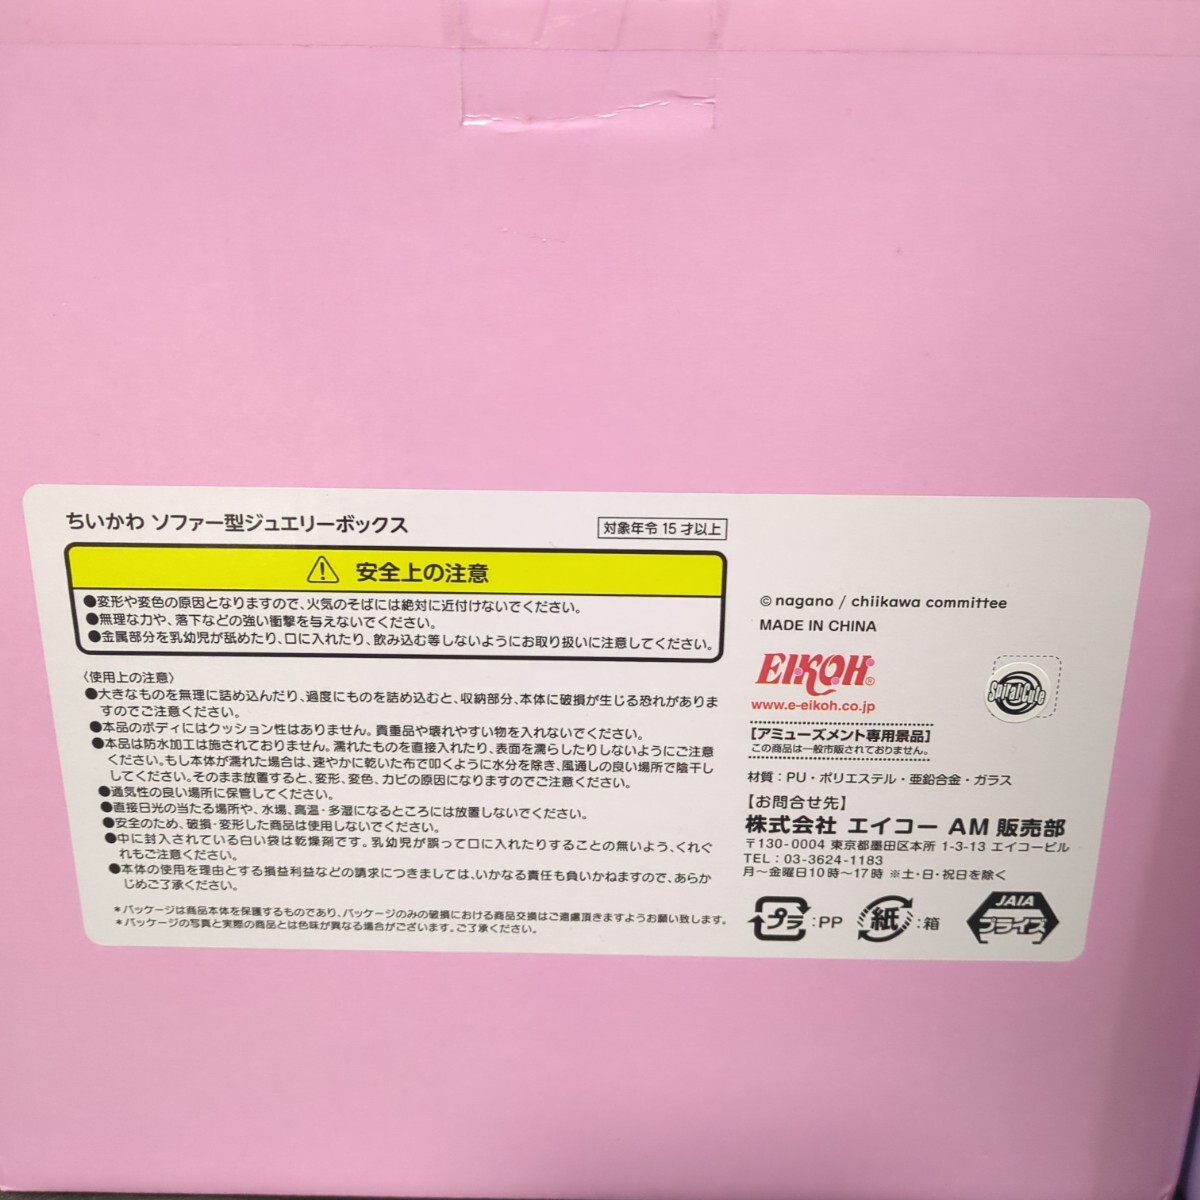 ちいかわ ソファー型ジュエリーボックス
対象年令 15 才以上
安全上の注意
●変形や変色の原因となりますので、火気のそばには絶対に近付けないでください。
●無理な力や、落下などの強い衝撃を与えないでください。
●金属部分を乳幼児が舐めたり、口に入れたり、飲み込む等しないようにお取り扱いに注意してください。
〈使用上の注意〉
●大きなものを無理に詰め込んだり、過度にものを詰め込むと、収納部分、本体に破損が生じる恐れがありま
すのでご注意ください。
●本品のボディにはクッション性はありません。貴重品や壊れやすい物を入れないでください。
●本品は防水加工は施されておりません。濡れたものを直接入れたり、表面を濡らしたりしないようにご注意
ください。もし本体が濡れた場合は、速やかに乾いた布で叩くように水分を除き、風通しの良い場所で陰干し
してください。そのまま放置すると、変形、変色、カビの原因になりますのでご注意ください。
●通気性の良い場所に保管してください。
●直接日光の当たる場所や、水場、高温・多湿になるところには放置しないでください。
●安全のため、破損・変形した商品は使用しないでください。
●中に封入されている白い袋は乾燥剤です。乳幼児が誤って口に入れたりすることの無いよう、くれぐ
れもご注意ください。
●本体の使用を理由とする損益利益などの請求につきましては、いかなる責任も負いかねますので、あらか
じめご了承ください。
*パッケージは商品本体を保護するものであり、パッケージのみの破損における商品交換はご遠慮頂きますようお願い致します。
*パッケージの写真と実際の商品とは色味が異なる場合がございます。ご了承ください。
© nagano / chiikawa committee
MADE IN CHINA
EIKOH®
www.e-eikoh.co.jp
Spiral Cute
【アミューズメント専用景品】
この商品は一般市販されておりません。
材質：PU・ポリエステル・亜鉛合金・ガラス
【お問合せ先】
株式会社 エイコー AM 販売部
〒130-0004 東京都墨田区本所 1-3-13 エイコービル
TEL：03-3624-1183
月～金曜日10時～17時 ※土・日・祝日を除く
プラ：PP 紙：箱
JAIA
プライズ